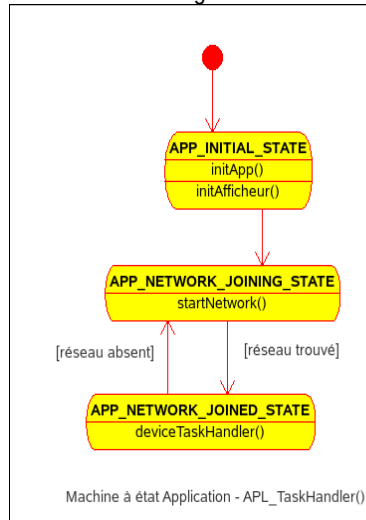 APP_INITIAL_STATE
initApp()
initAfficheur()
APP_NETWORK_JOINING_STATE
startNetwork()
[réseau absent]
[réseau trouvé]
APP_NETWORK_JOINED_STATE
deviceTaskHandler()
Machine à état Application - APL_TaskHandler()